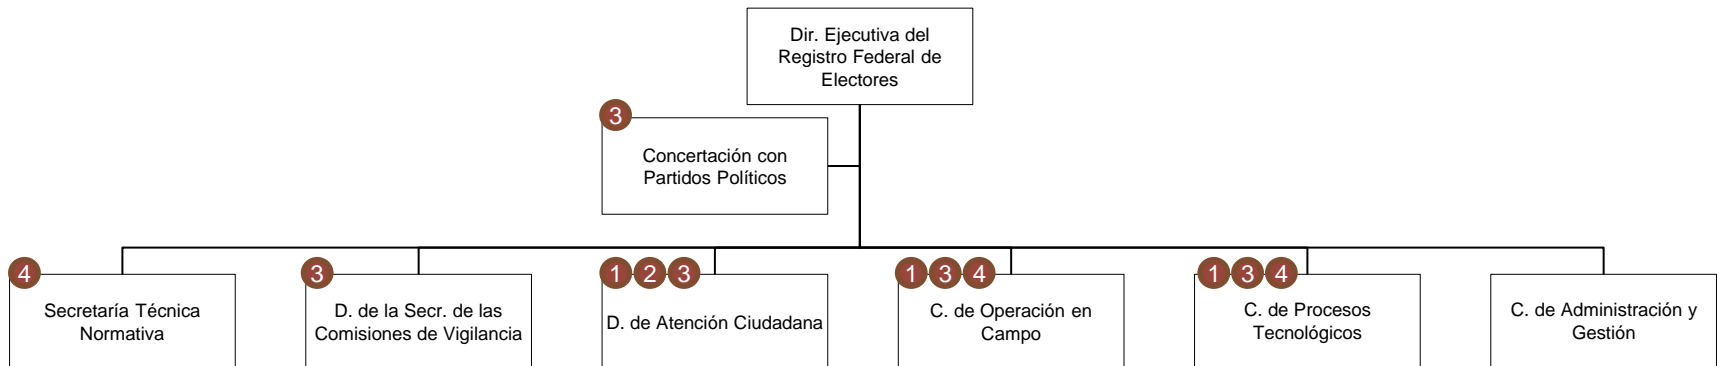 Dir. Ejecutiva del
Registro Federal de
Electores
3
Concertación con
Partidos Políticos
4
Secretaría Técnica
Normativa
3
D. de la Secr. de las
Comisiones de Vigilancia
1 2 3
D. de Atención Ciudadana
1 3 4
C. de Operación en
Campo
1 3 4
C. de Procesos
Tecnológicos
C. de Administración y
Gestión